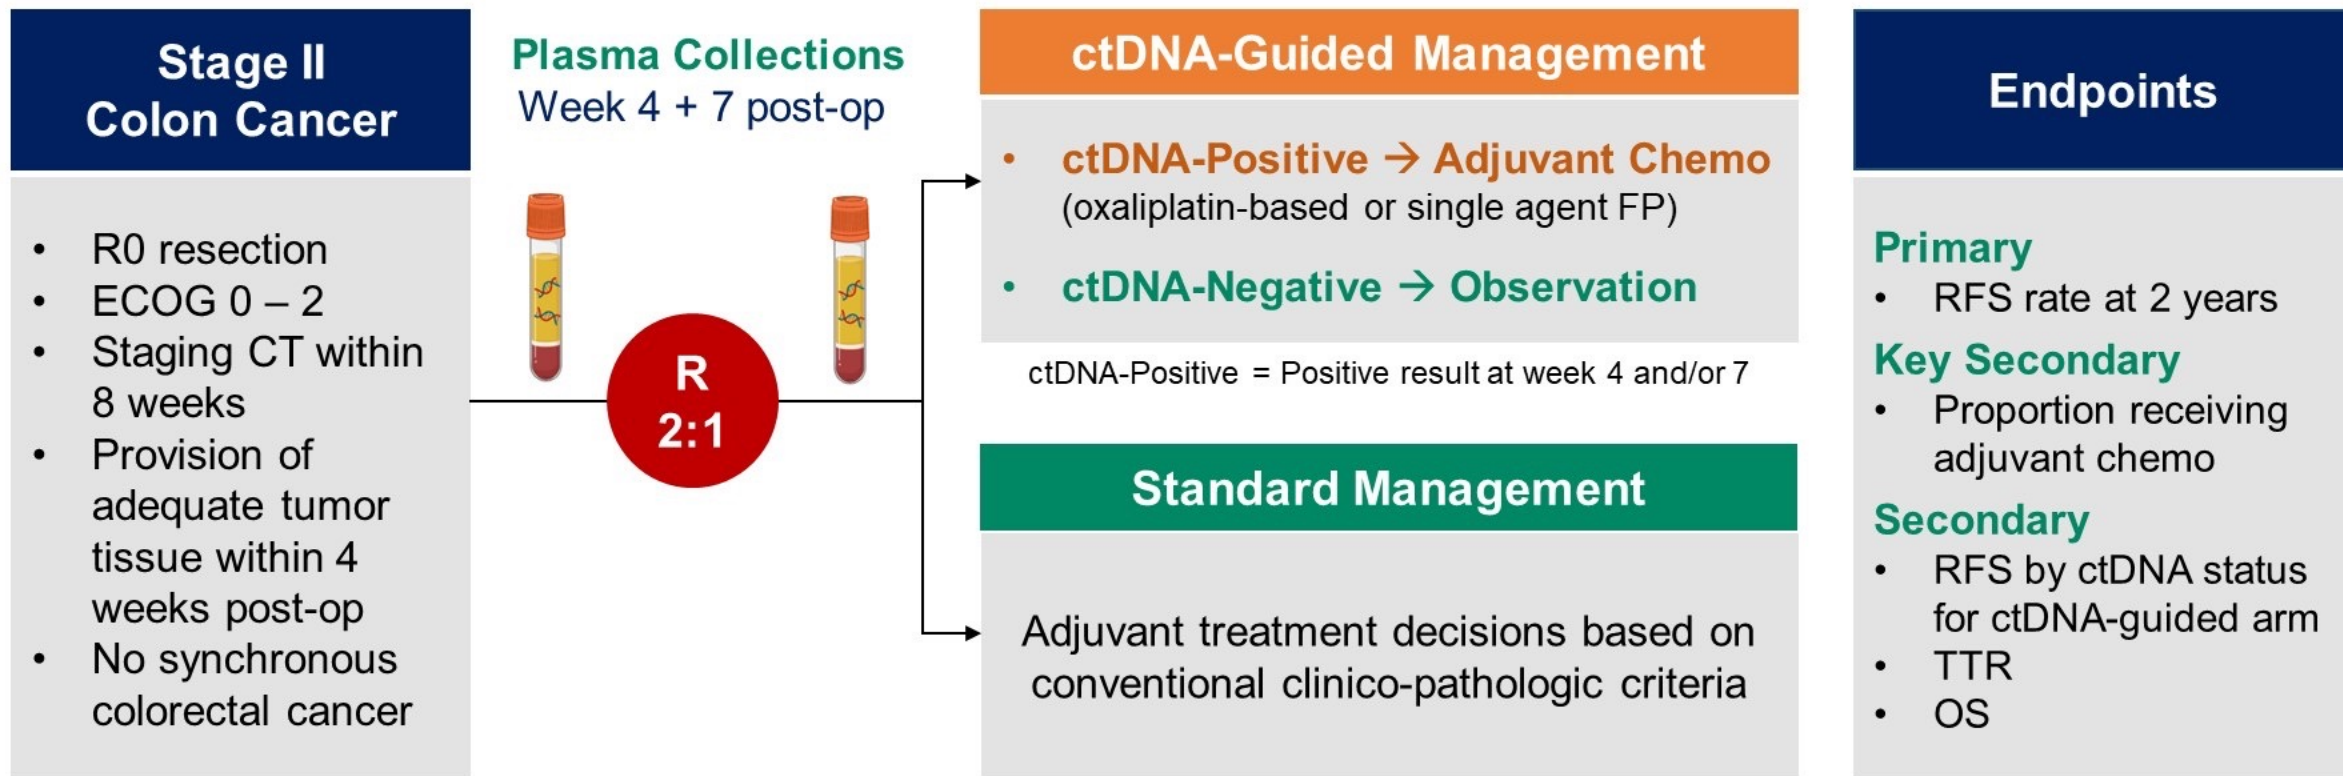 Stage II
Colon Cancer
• R0 resection
• ECOG 0 – 2
• Staging CT within
8 weeks
• Provision of
adequate tumor
tissue within 4
weeks post-op
• No synchronous
colorectal cancer
Plasma Collections
Week 4 + 7 post-op
R
2:1
ctDNA-Guided Management
• ctDNA-Positive → Adjuvant Chemo
(oxaliplatin-based or single agent FP)
• ctDNA-Negative → Observation
ctDNA-Positive = Positive result at week 4 and/or 7
Standard Management
Adjuvant treatment decisions based on
conventional clinico-pathologic criteria
Endpoints
Primary
• RFS rate at 2 years
Key Secondary
• Proportion receiving
adjuvant chemo
Secondary
• RFS by ctDNA status
for ctDNA-guided arm
• TTR
• OS